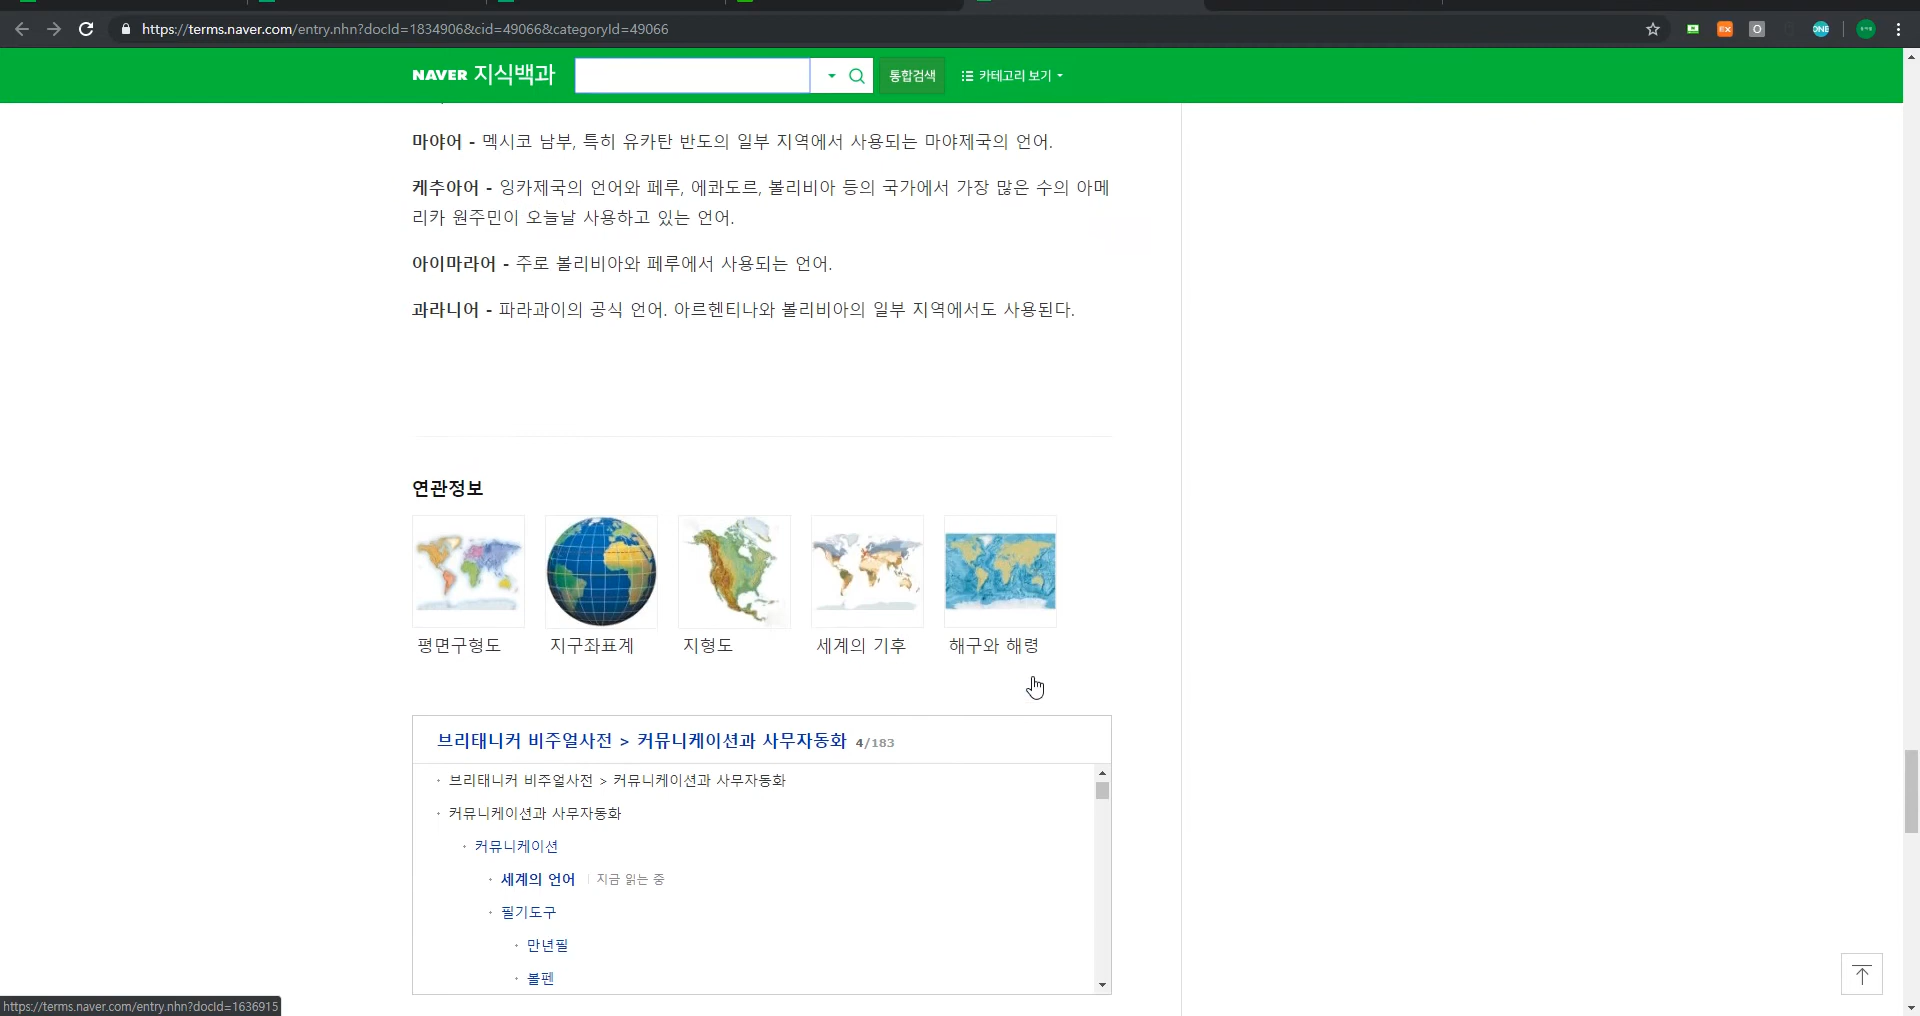 https://terms.naver.com/entry.nhn?docId=1834906&cid=49066&categoryId=49066
EX
O
ONE
NAVER 지식백과
통합검색
카테고리 보기
마야어 - 멕시코 남부, 특히 유카탄 반도의 일부 지역에서 사용되는 마야제국의 언어.
케추아어 - 잉카제국의 언어와 페루, 에콰도르, 볼리비아 등의 국가에서 가장 많은 수의 아메
리카 원주민이 오늘날 사용하고 있는 언어.
아이마라어 - 주로 볼리비아와 페루에서 사용되는 언어.
과라니어 - 파라과이의 공식 언어. 아르헨티나와 볼리비아의 일부 지역에서도 사용된다.
연관정보
평면구형도 지구좌표계 지형도 세계의 기후 해구와 해령
브리태니커 비주얼사전 > 커뮤니케이션과 사무자동화 4/183
브리태니커 비주얼사전 > 커뮤니케이션과 사무자동화
커뮤니케이션과 사무자동화
커뮤니케이션
세계의 언어 지금 읽는 중
필기도구
만년필
볼펜
https://terms.naver.com/entry.nhn?docId=1636915